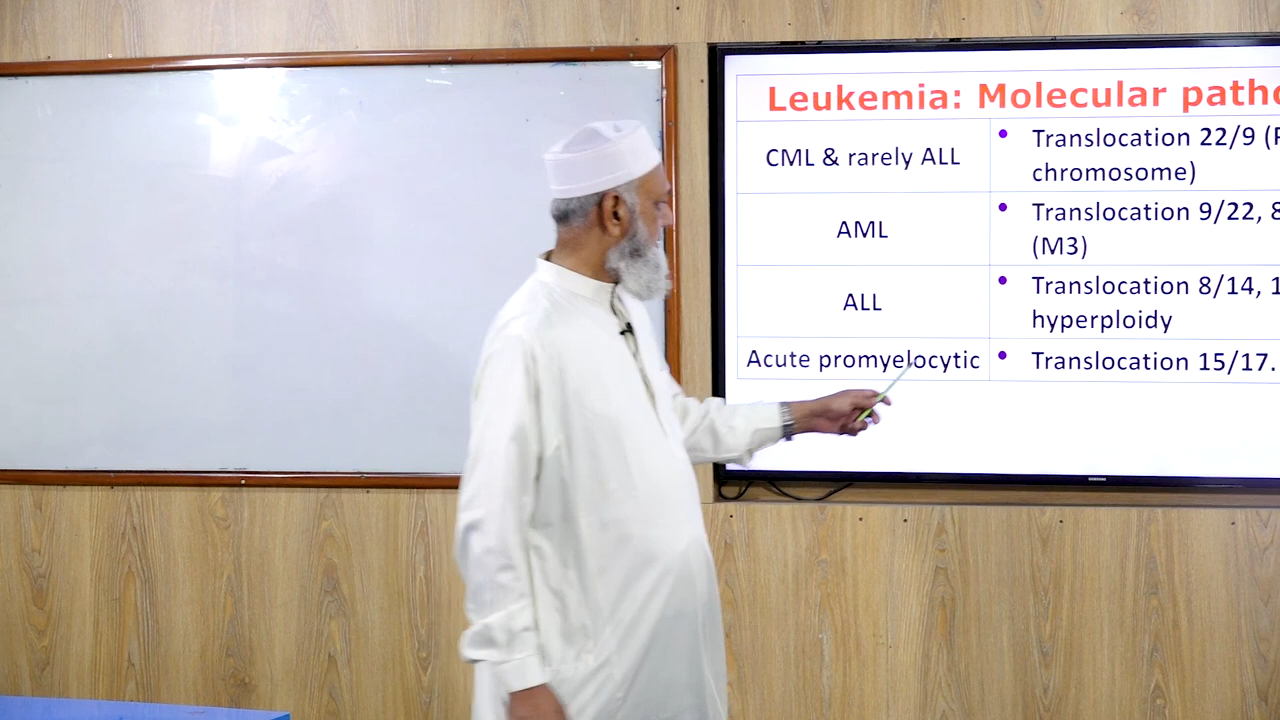 Leukemia: Molecular patho
CML & rarely ALL
Translocation 22/9 (P
chromosome)
AML
Translocation 9/22, 8
(M3)
ALL
Translocation 8/14, 1
hyperploidy
Acute promyelocytic
Translocation 15/17.
SAMSUNG